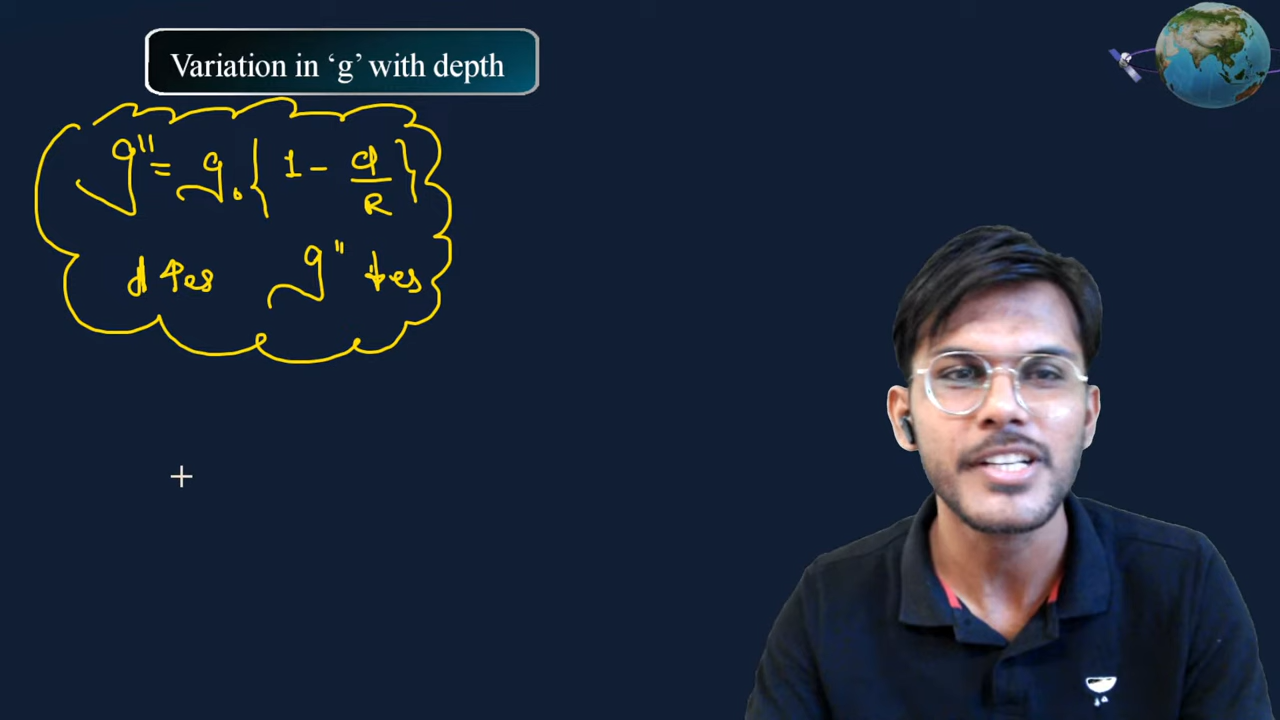 Variation in ‘g’ with depth
g" = g₀ { 1 - d/R }
d ↑es g" ↓es